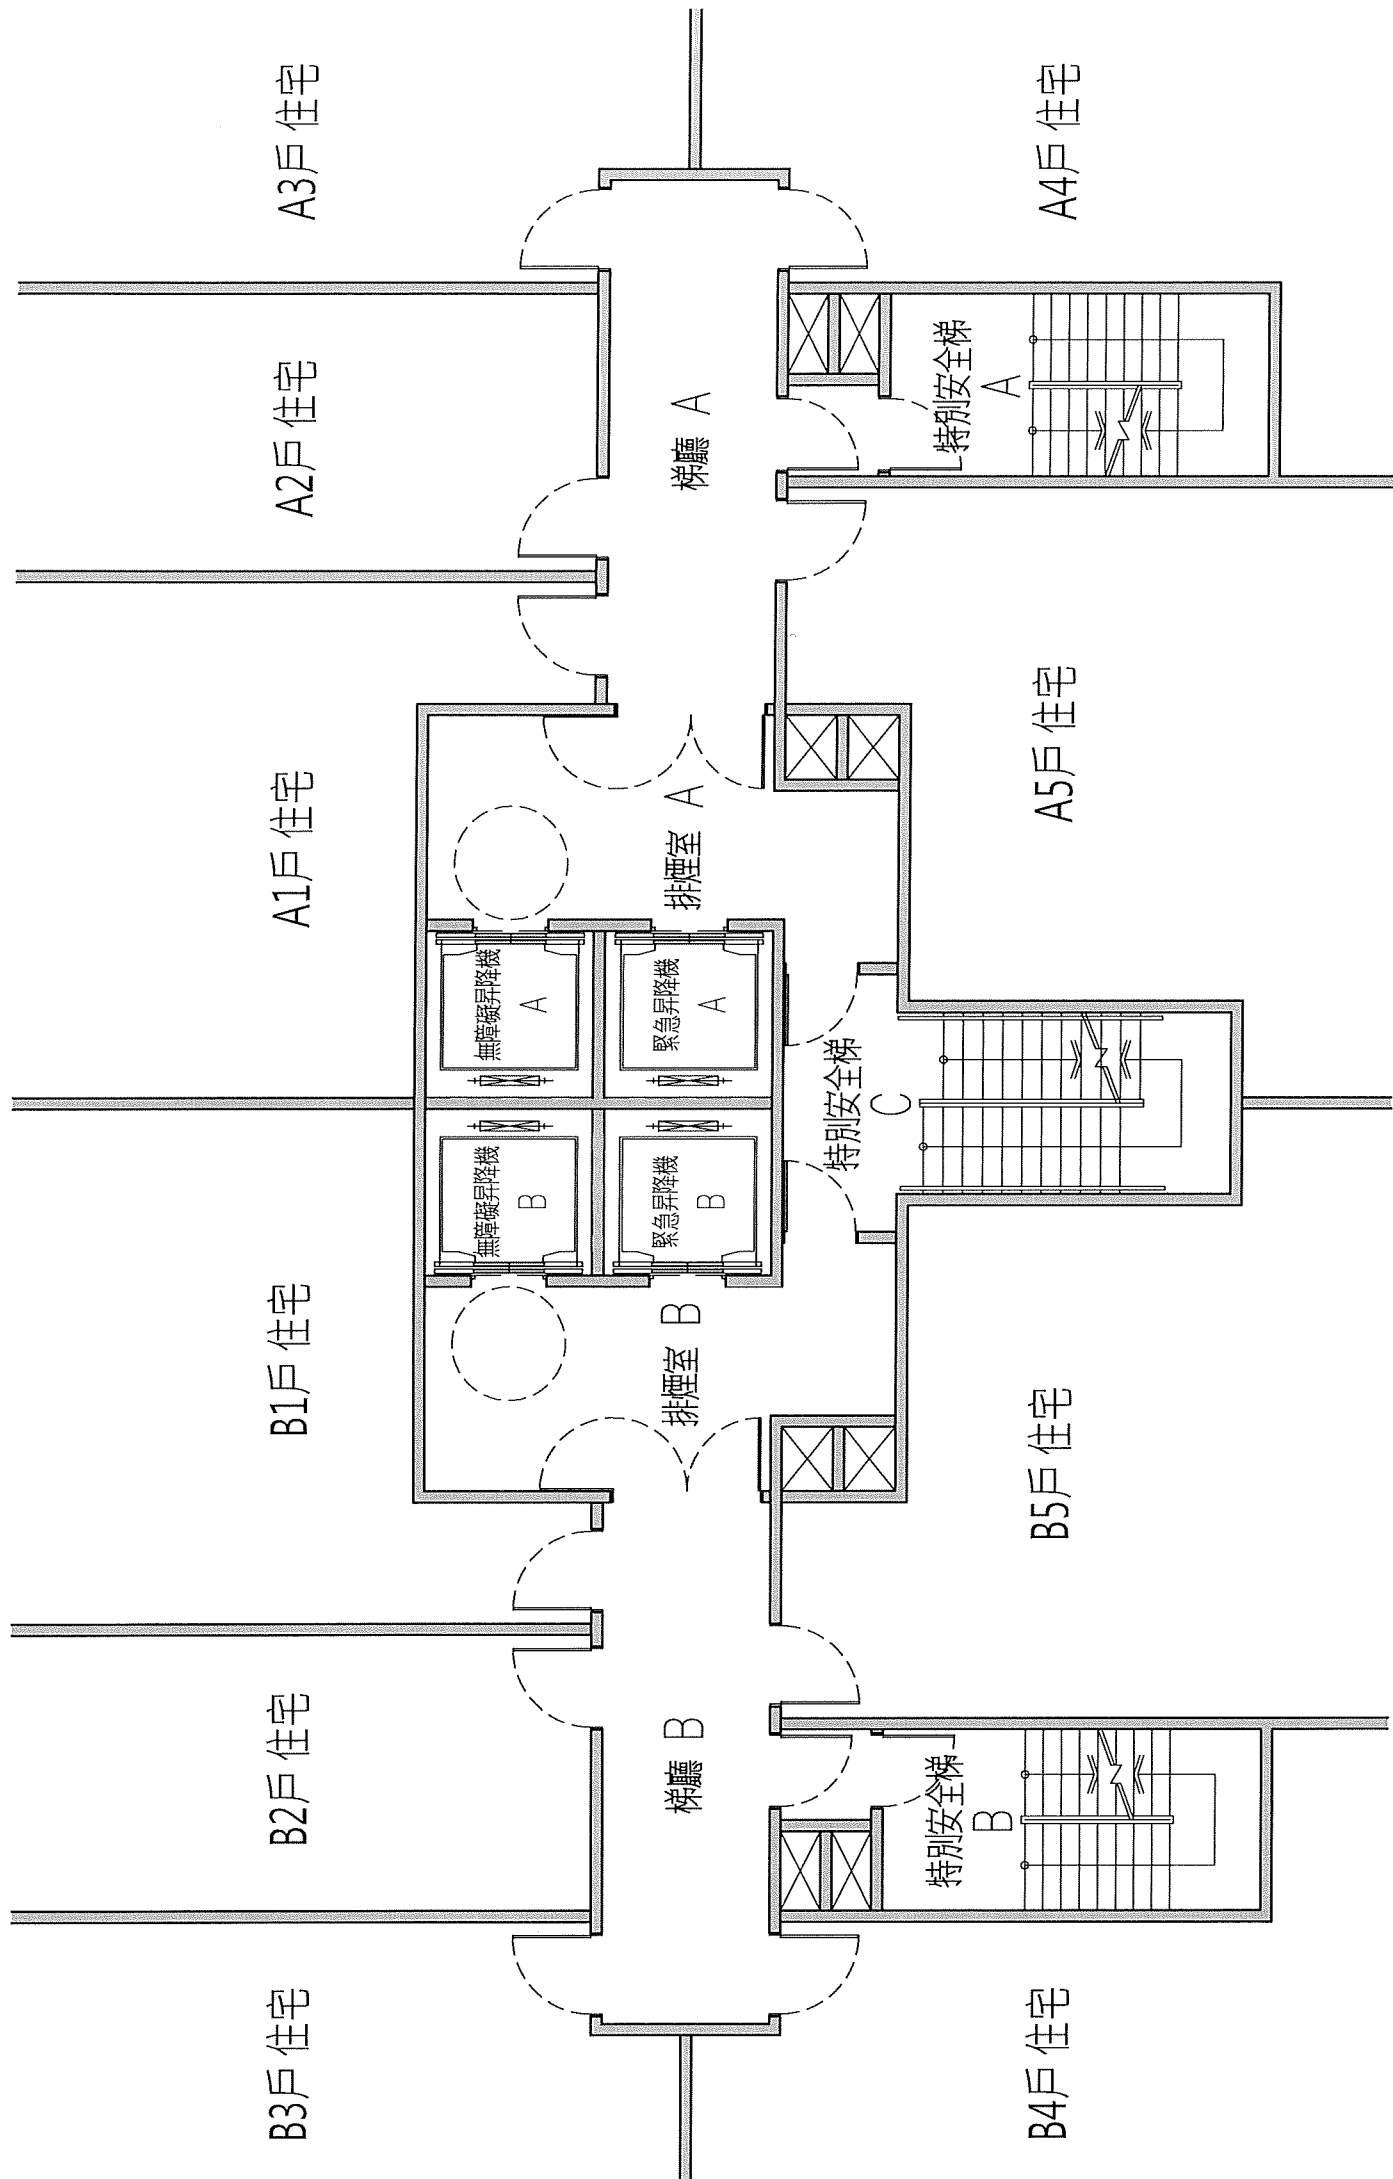 B3戶 住宅
B2戶 住宅
B1戶 住宅
A1戶 住宅
A2戶 住宅
A3戶 住宅
無障礙昇降機
B
無障礙昇降機
A
緊急昇降機
B
緊急昇降機
A
梯廳 B
排煙室 B
排煙室 A
梯廳 A
特別安全梯
C
特別安全梯
B
特別安全梯
A
B4戶 住宅
B5戶 住宅
A5戶 住宅
A4戶 住宅